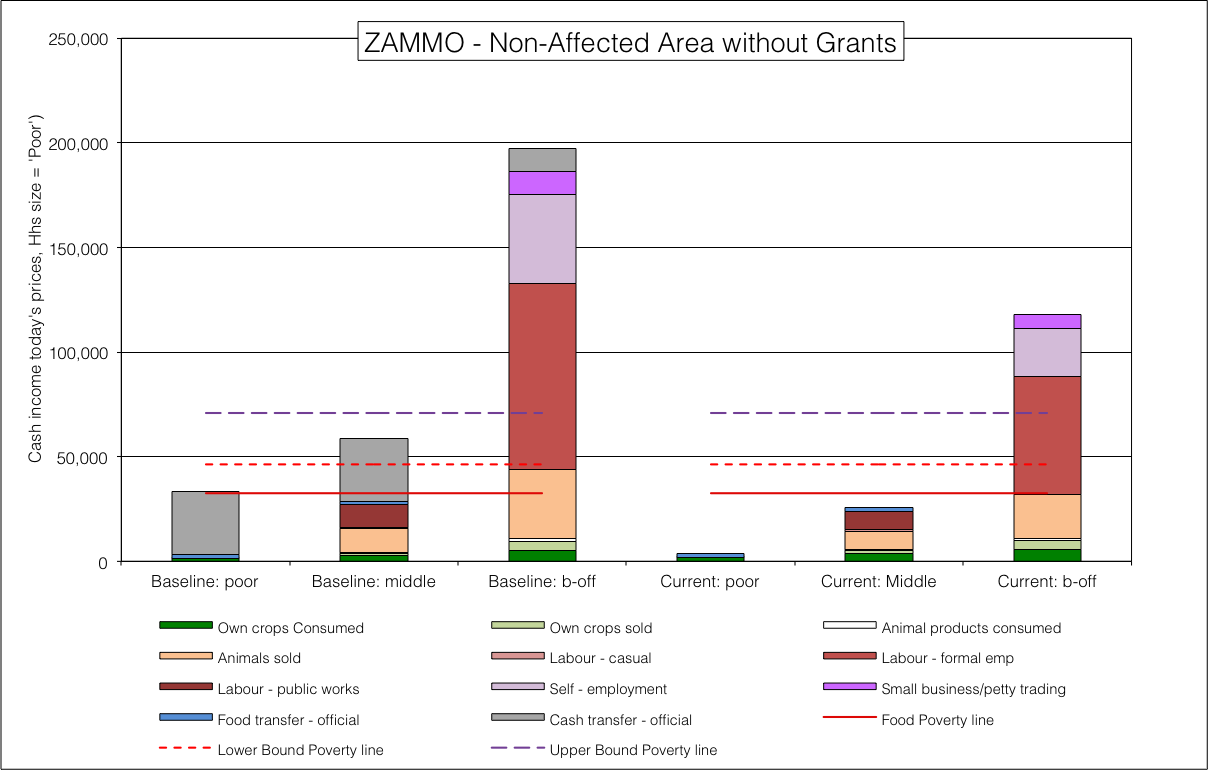 ZAMMO - Non-Affected Area without Grants
Cash income today's prices, Hhs size = 'Poor')
250,000
200,000
150,000
100,000
50,000
0
Baseline: poor Baseline: middle Baseline: b-off Current: poor Current: Middle Current: b-off
Own crops Consumed Own crops sold Animal products consumed
Animals sold Labour - casual Labour - formal emp
Labour - public works Self - employment Small business/petty trading
Food transfer - official Cash transfer - official Food Poverty line
Lower Bound Poverty line Upper Bound Poverty line